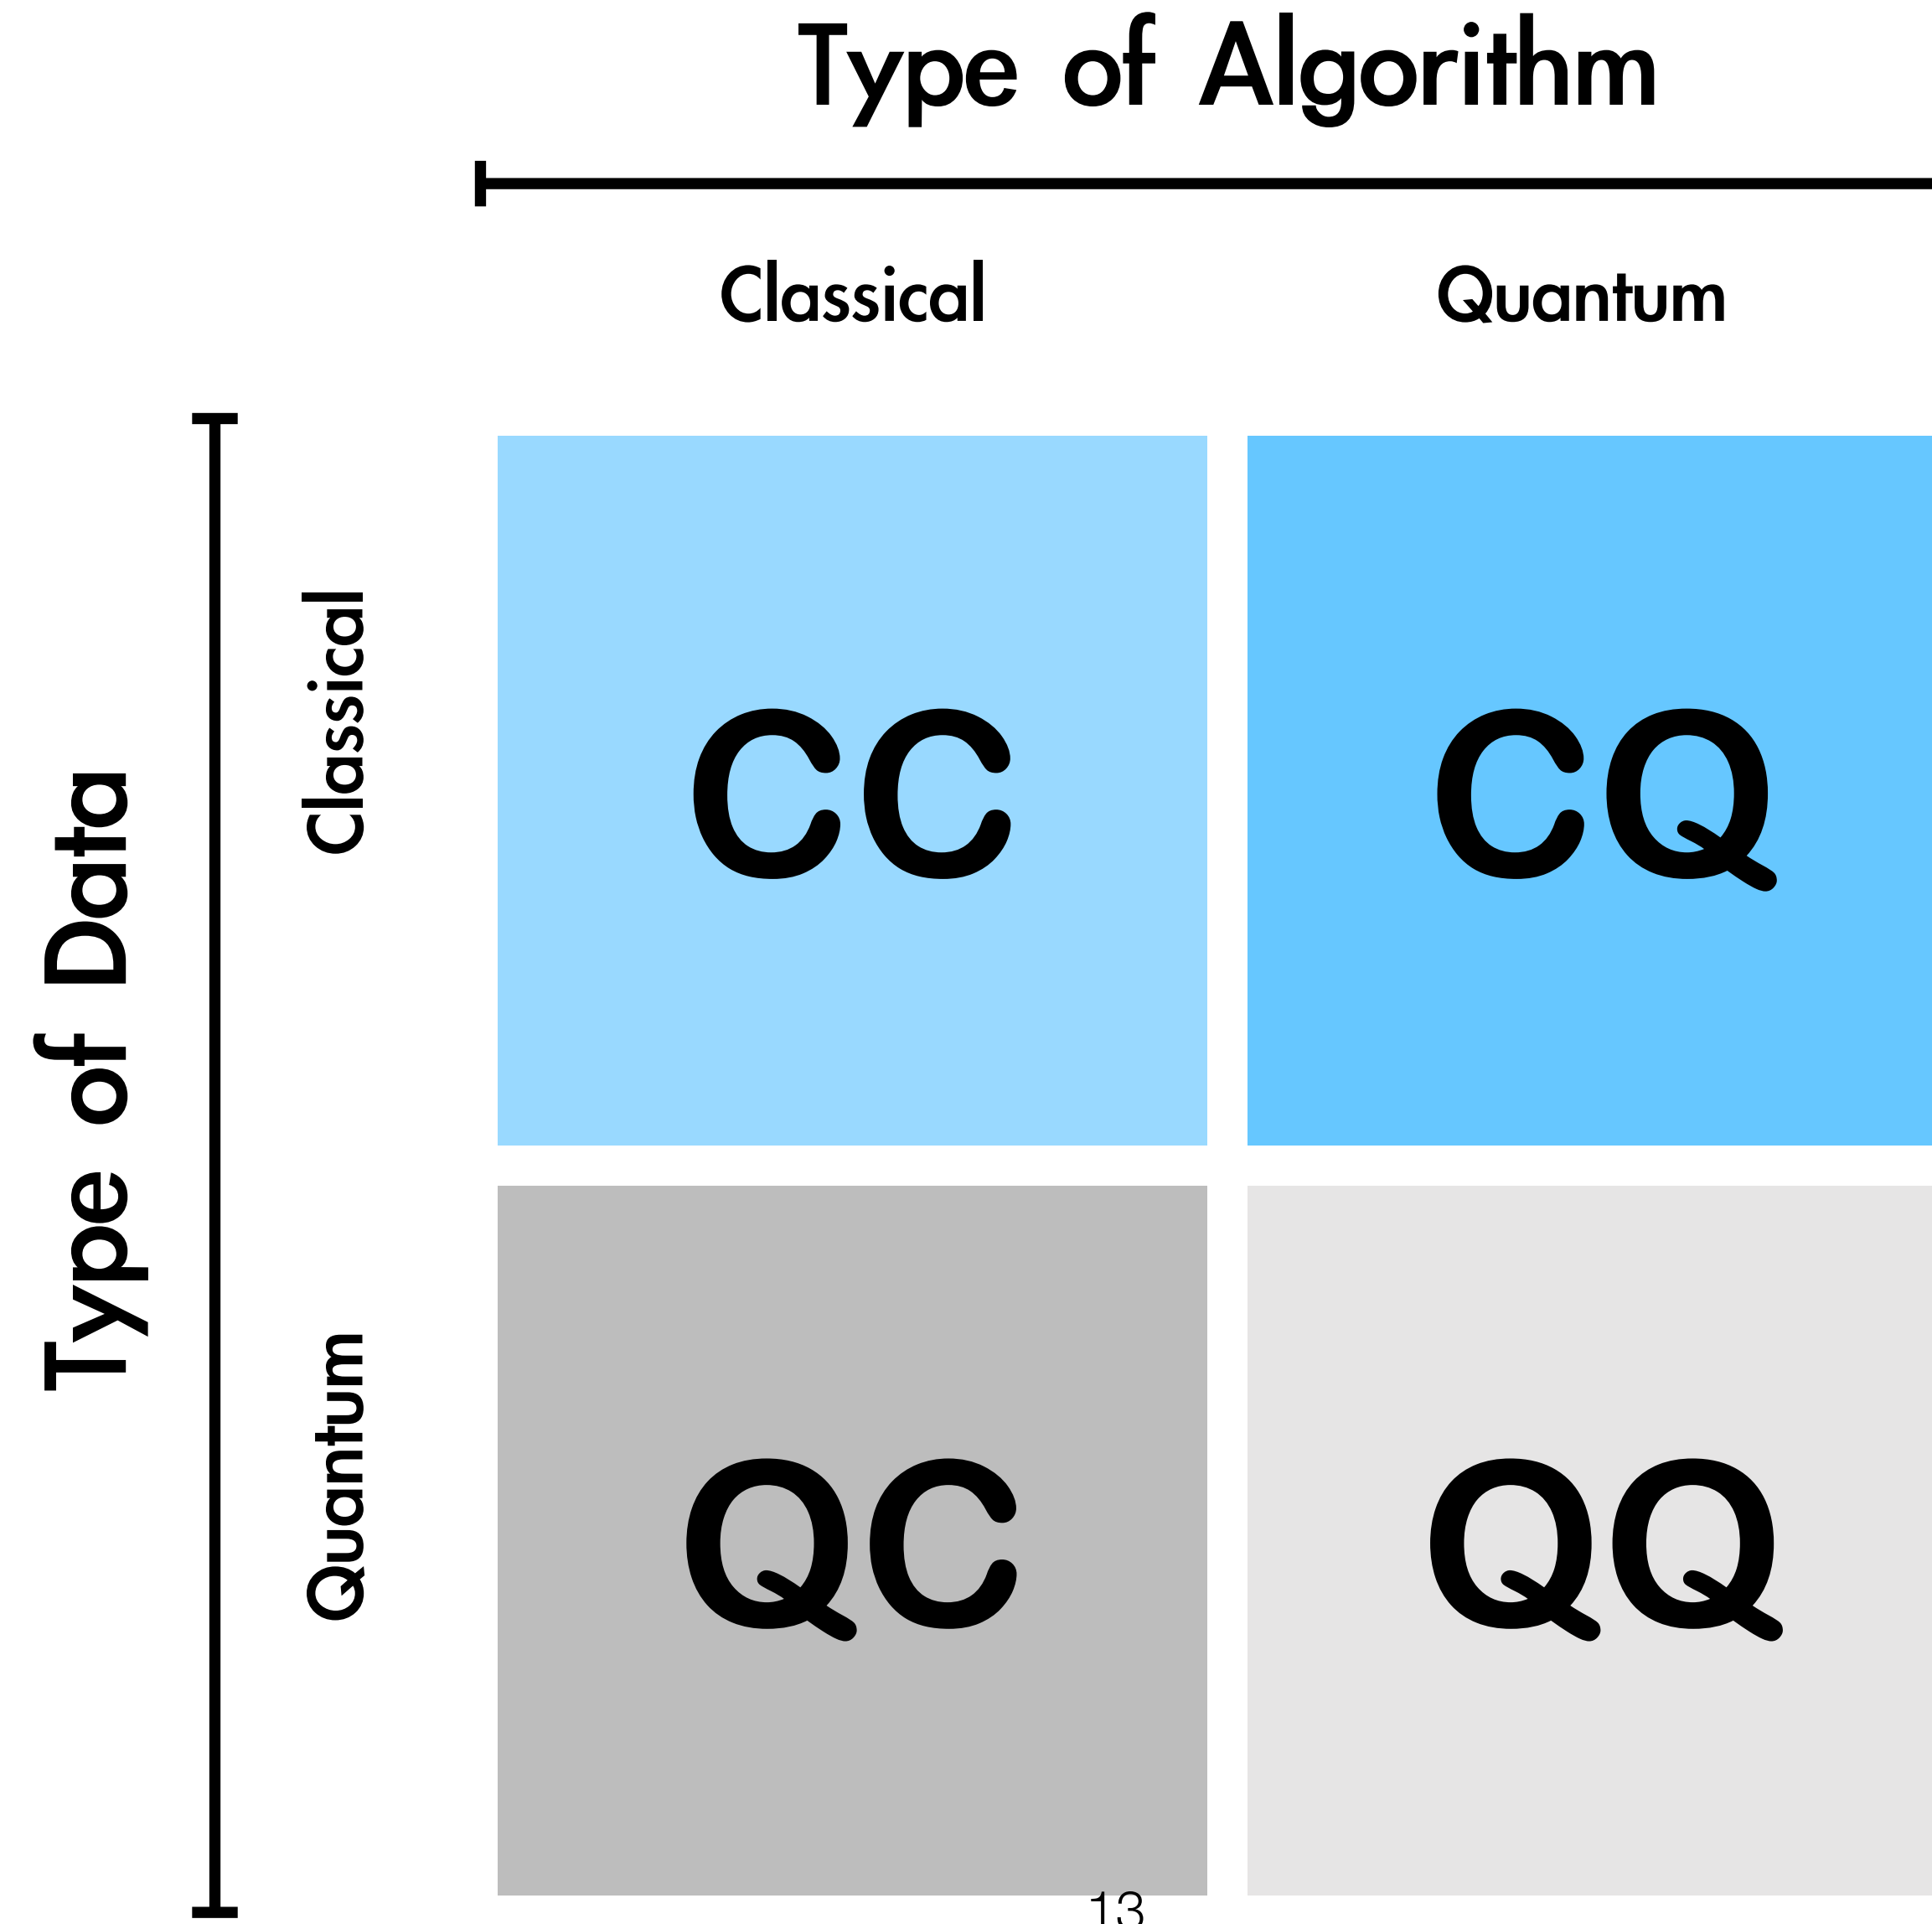 Type of Algorithm
Classical
Quantum
Type of Data
Classical
CC
CQ
Quantum
QC
QQ
13